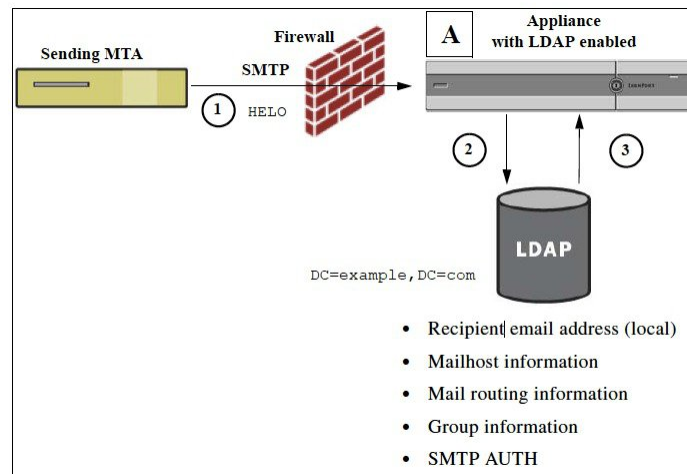 Sending MTA
Firewall
A
Appliance
with LDAP enabled
SMTP
1
HELO
IRONPORT
2
3
LDAP
DC=example,DC=com
• Recipient email address (local)
• Mailhost information
• Mail routing information
• Group information
• SMTP AUTH